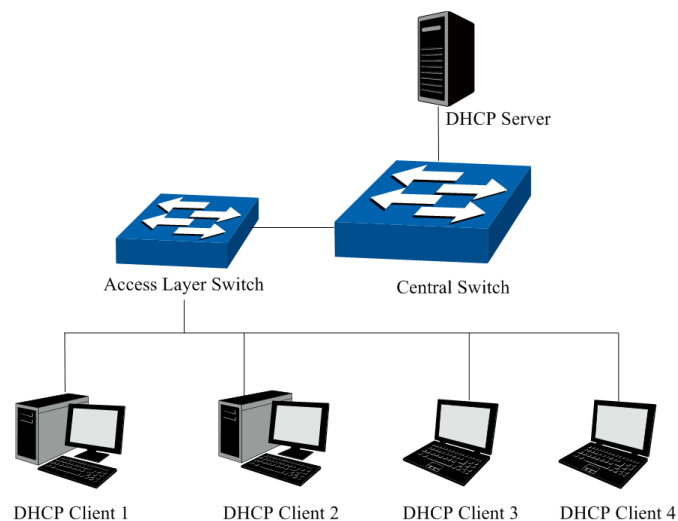 DHCP Server
Access Layer Switch
Central Switch
DHCP Client 1
DHCP Client 2
DHCP Client 3
DHCP Client 4